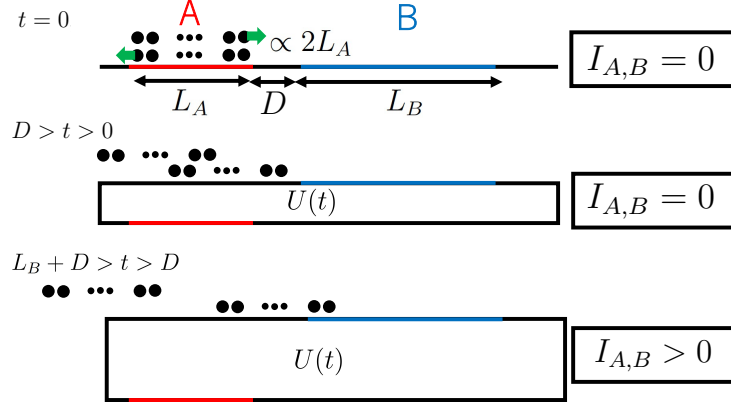 t = 0
A
B
∝ 2L_A
I_{A,B} = 0
L_A
D
L_B
D > t > 0
U(t)
I_{A,B} = 0
L_B + D > t > D
U(t)
I_{A,B} > 0